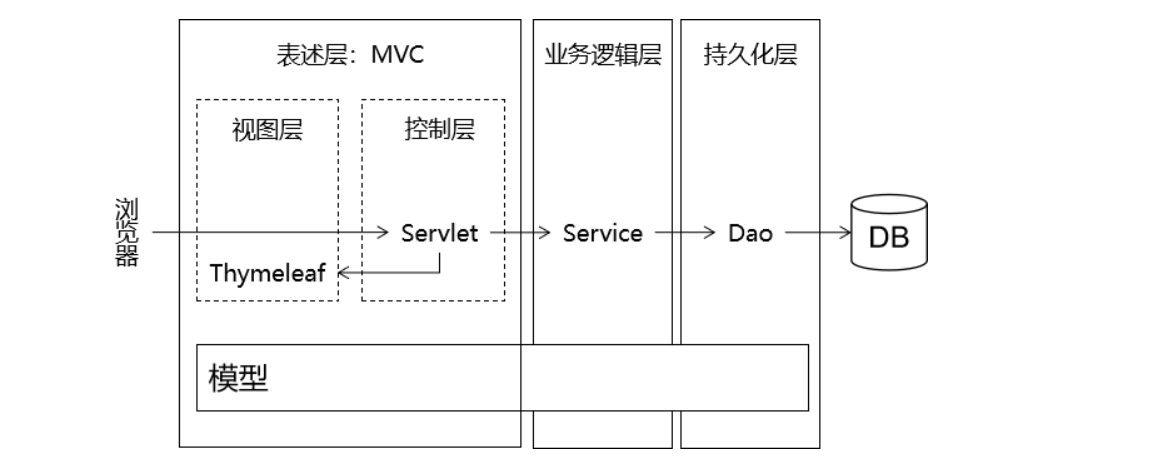 表述层：MVC
业务逻辑层
持久化层
视图层
控制层
浏览器
Servlet
Service
Dao
DB
Thymeleaf
模型